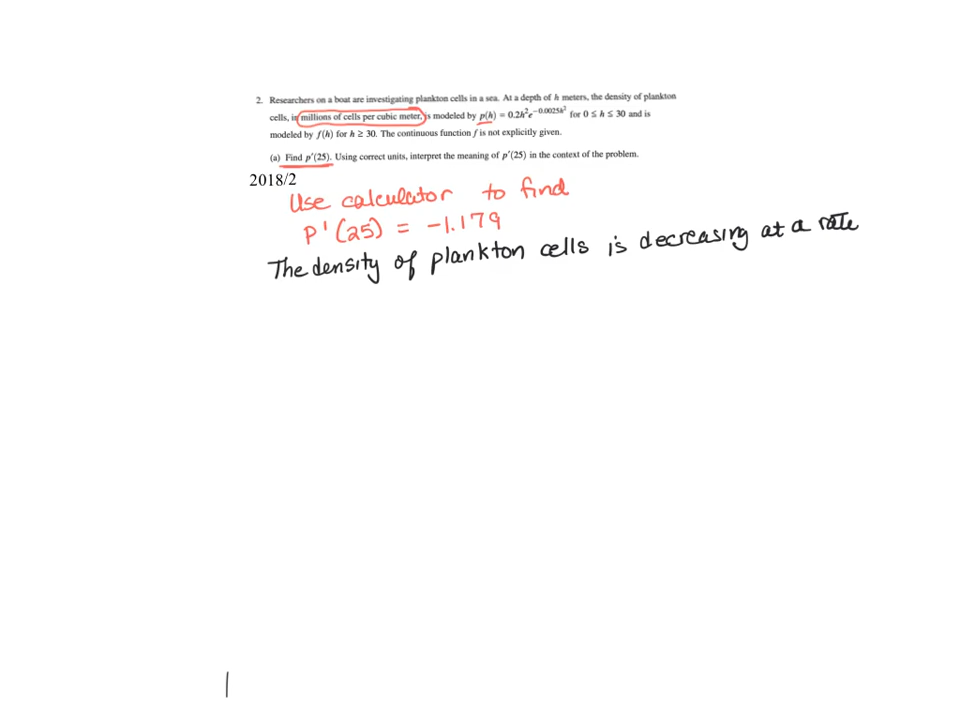 2. Researchers on a boat are investigating plankton cells in a sea. At a depth of h meters, the density of plankton
cells, in millions of cells per cubic meter, is modeled by p(h) = 0.2h²e^{−0.0025h²} for 0 ≤ h ≤ 30 and is
modeled by f(h) for h ≥ 30. The continuous function f is not explicitly given.
(a) Find p′(25). Using correct units, interpret the meaning of p′(25) in the context of the problem.
2018/2
Use calculator to find
P'(25) = -1.179
The density of plankton cells is decreasing at a rate